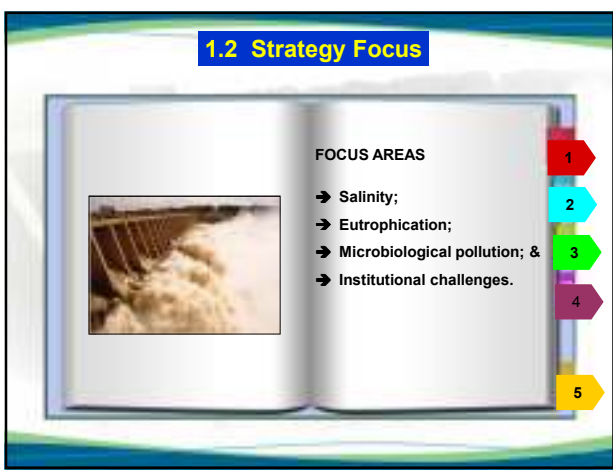 1.2 Strategy Focus
FOCUS AREAS
➔ Salinity;
➔ Eutrophication;
➔ Microbiological pollution; &
➔ Institutional challenges.
1
2
3
4
5